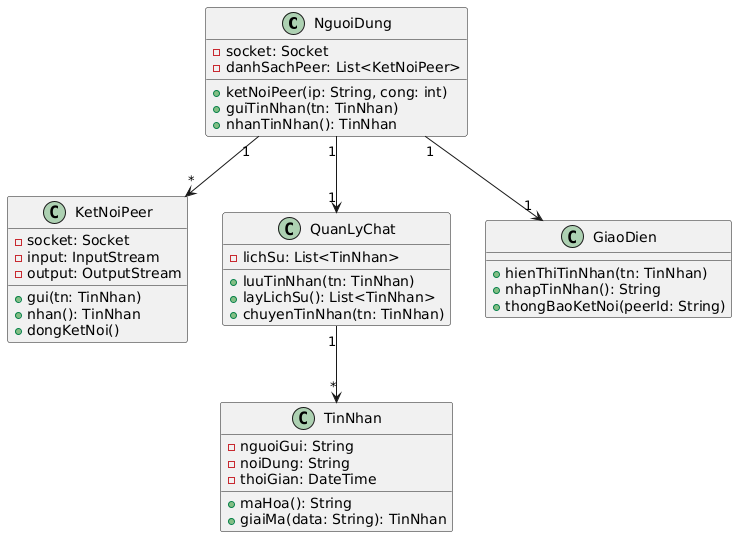 C NguoiDung
socket: Socket
danhSachPeer: List<KetNoiPeer>
ketNoiPeer(ip: String, cong: int)
guiTinNhan(tn: TinNhan)
nhanTinNhan(): TinNhan
1
1
1
*
1
1
C KetNoiPeer
socket: Socket
input: InputStream
output: OutputStream
gui(tn: TinNhan)
nhan(): TinNhan
dongKetNoi()
C QuanLyChat
lichSu: List<TinNhan>
luuTinNhan(tn: TinNhan)
layLichSu(): List<TinNhan>
chuyenTinNhan(tn: TinNhan)
C GiaoDien
hienThiTinNhan(tn: TinNhan)
nhapTinNhan(): String
thongBaoKetNoi(peerId: String)
1
*
C TinNhan
nguoiGui: String
noiDung: String
thoiGian: DateTime
maHoa(): String
giaiMa(data: String): TinNhan